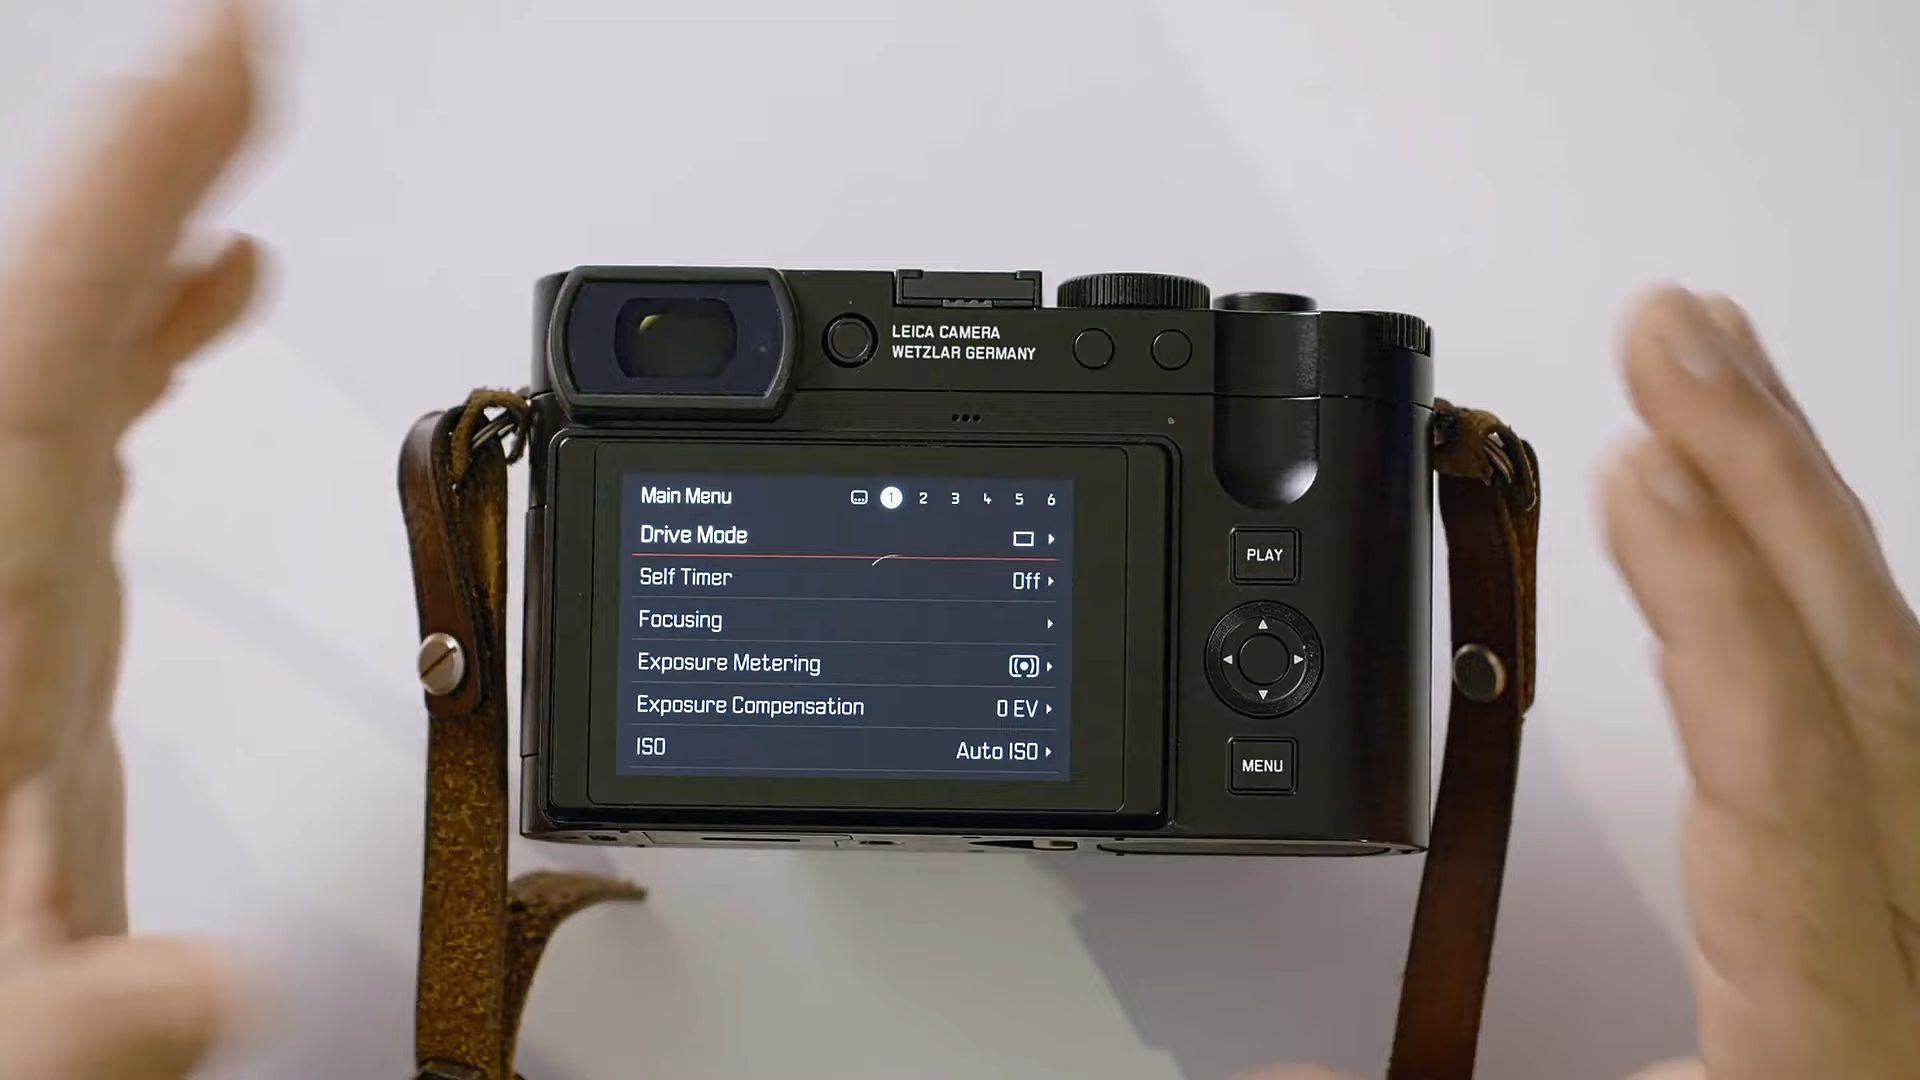 LEICA CAMERA
WETZLAR GERMANY
Main Menu 1 2 3 4 5 6
Drive Mode
Self Timer Off
Focusing
Exposure Metering
Exposure Compensation 0 EV
ISO Auto ISO
PLAY
MENU